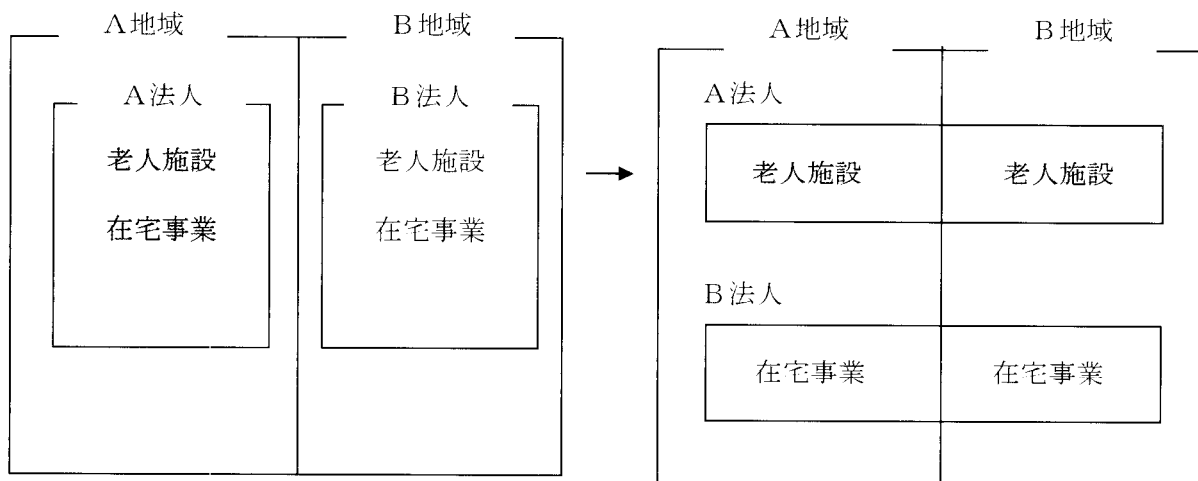 A地域 B地域
A法人 B法人
老人施設 老人施設
在宅事業 在宅事業
A地域 B地域
A法人
老人施設 老人施設
B法人
在宅事業 在宅事業